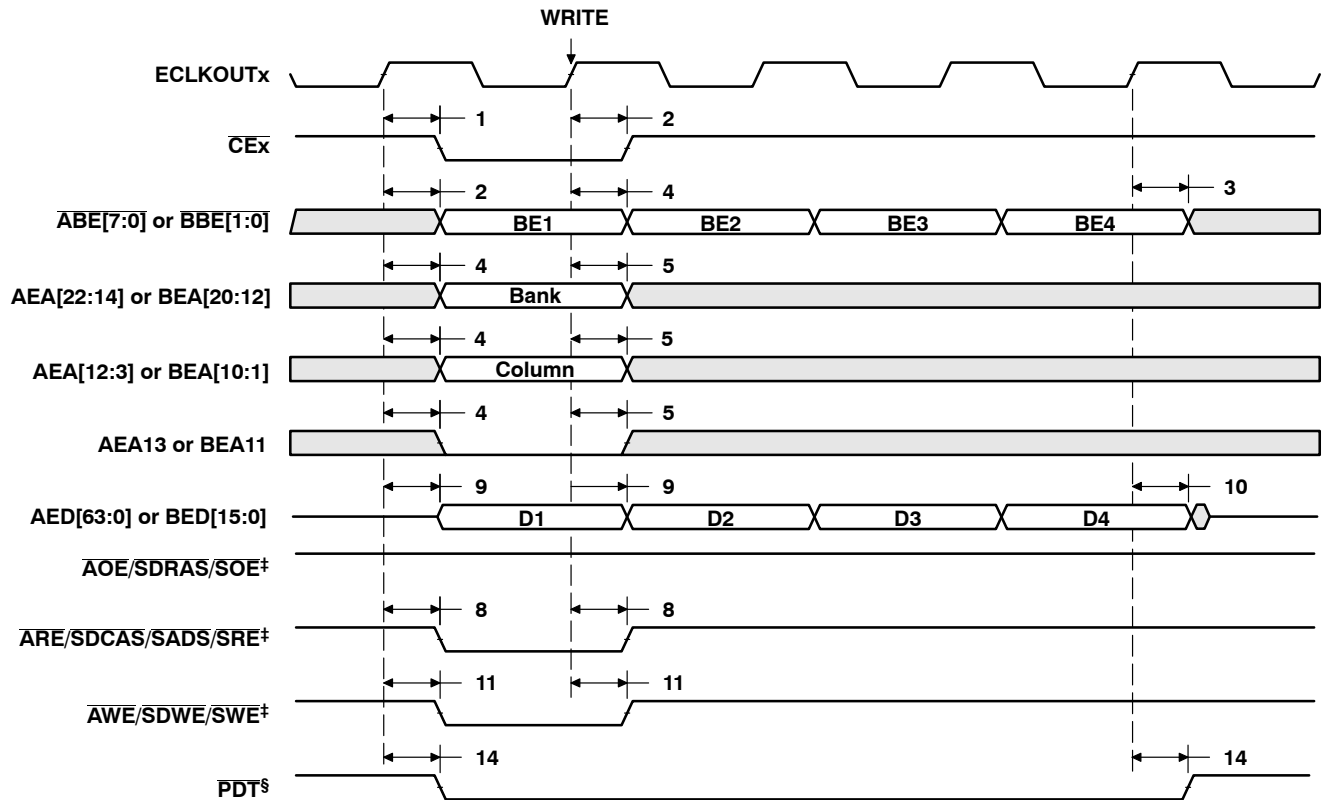 WRITE
ECLKOUTx
1 2
CEx
2 4 3
ABE[7:0] or BBE[1:0] BE1 BE2 BE3 BE4
4 5
AEA[22:14] or BEA[20:12] Bank
4 5
AEA[12:3] or BEA[10:1] Column
4 5
AEA13 or BEA11
9 9 10
AED[63:0] or BED[15:0] D1 D2 D3 D4
AOE/SDRAS/SOE‡
8 8
ARE/SDCAS/SADS/SRE‡
11 11
AWE/SDWE/SWE‡
14 14
PDT§